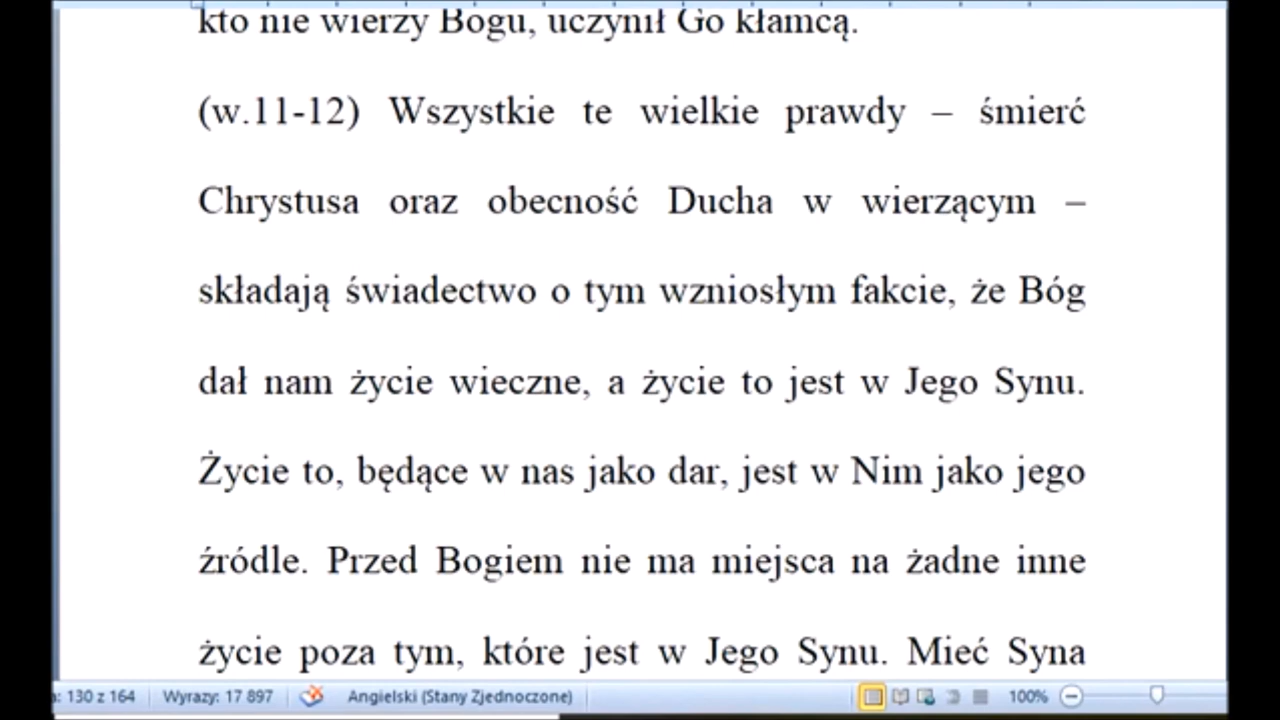 kto nie wierzy Bogu, uczynił Go kłamcą.
(w.11-12) Wszystkie te wielkie prawdy – śmierć
Chrystusa oraz obecność Ducha w wierzącym –
składają świadectwo o tym wzniosłym fakcie, że Bóg
dał nam życie wieczne, a życie to jest w Jego Synu.
Życie to, będące w nas jako dar, jest w Nim jako jego
źródle. Przed Bogiem nie ma miejsca na żadne inne
życie poza tym, które jest w Jego Synu. Mieć Syna
: 130 z 164 Wyrazy: 17 897 Angielski (Stany Zjednoczone) 100%